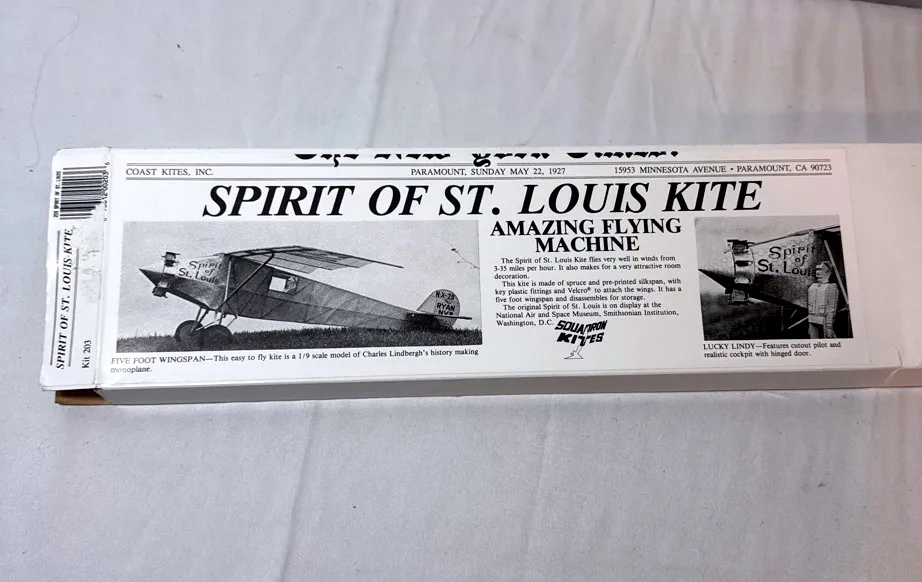 COAST KITES, INC. PARAMOUNT, SUNDAY MAY 22, 1927 15953 MINNESOTA AVENUE • PARAMOUNT, CA 90723
SPIRIT OF ST. LOUIS KITE
AMAZING FLYING
MACHINE
The Spirit of St. Louis Kite flies very well in winds from
3-35 miles per hour. It also makes for a very attractive room
decoration.
This kite is made of spruce and pre-printed silkspan, with
key plastic fittings and Velcro® to attach the wings. It has a
five foot wingspan and disassembles for storage.
The original Spirit of St. Louis is on display at the
National Air and Space Museum, Smithsonian Institution,
Washington, D.C.
SQUADRON
KITES
Spirit
of
St. Louis
N-X-211
RYAN
NYP
FIVE FOOT WINGSPAN—This easy to fly kite is a 1/9 scale model of Charles Lindbergh's history making
monoplane.
Spirit
of
St. Louis
LUCKY LINDY—Features cutout pilot and
realistic cockpit with hinged door.
SPIRIT OF ST. LOUIS KITE
Kit 203